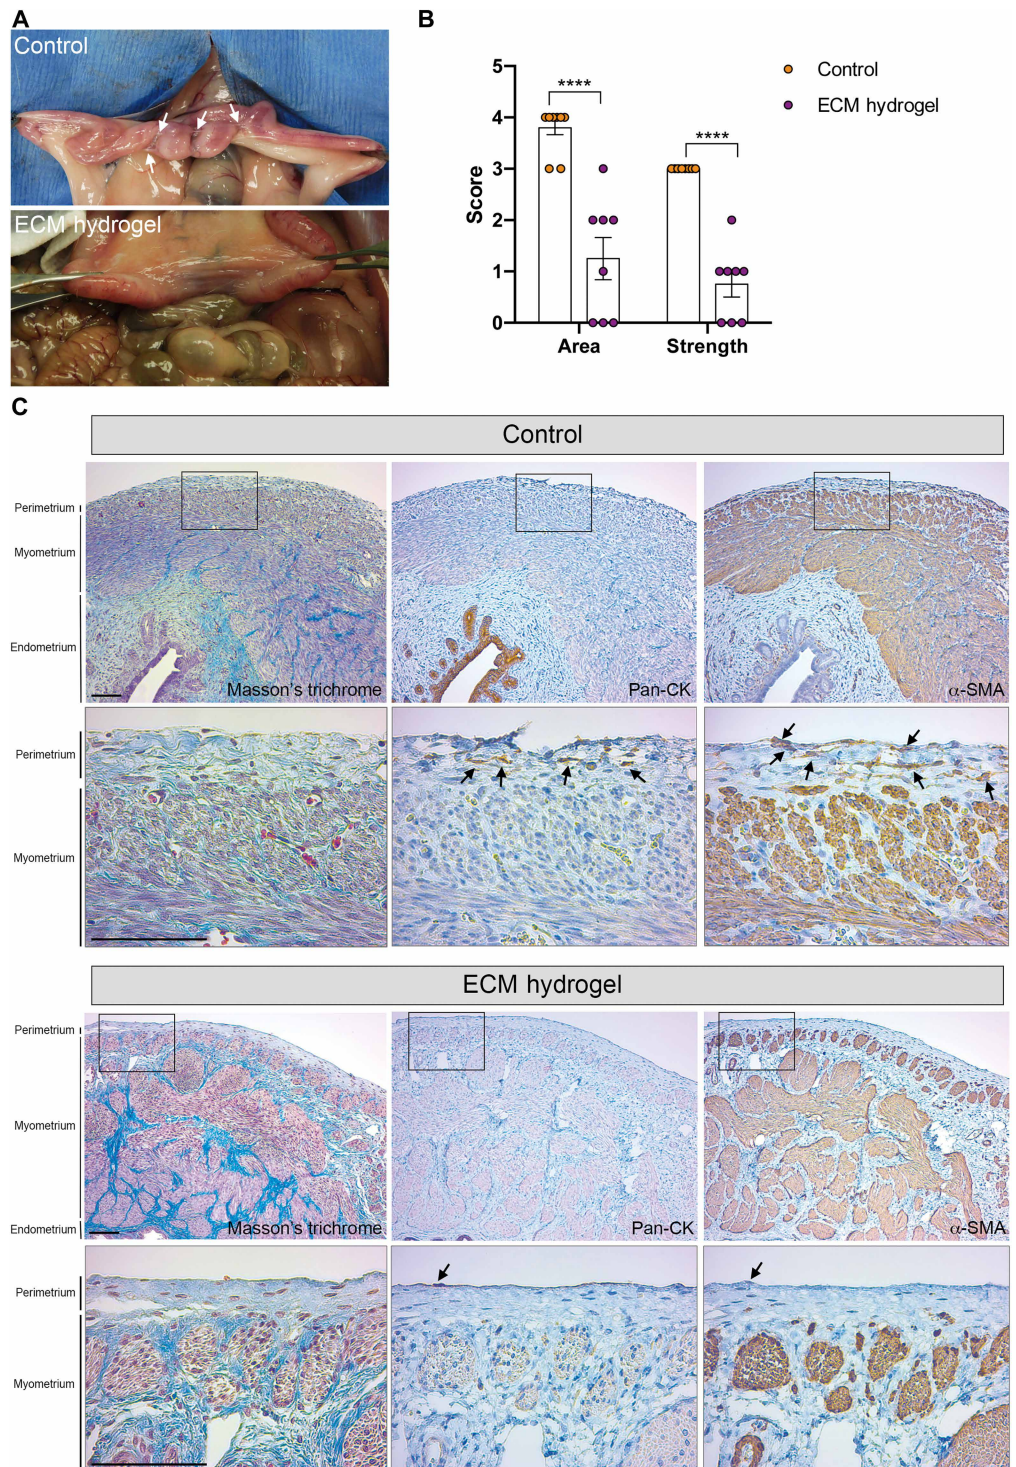 A
Control
ECM hydrogel
B
5
4
3
2
1
0
Score
****
****
Area
Strength
Control
ECM hydrogel
C
Control
Perimetrium
Myometrium
Endometrium
Masson's trichrome
Pan-CK
α-SMA
Perimetrium
Myometrium
ECM hydrogel
Perimetrium
Myometrium
Endometrium
Masson's trichrome
Pan-CK
α-SMA
Perimetrium
Myometrium